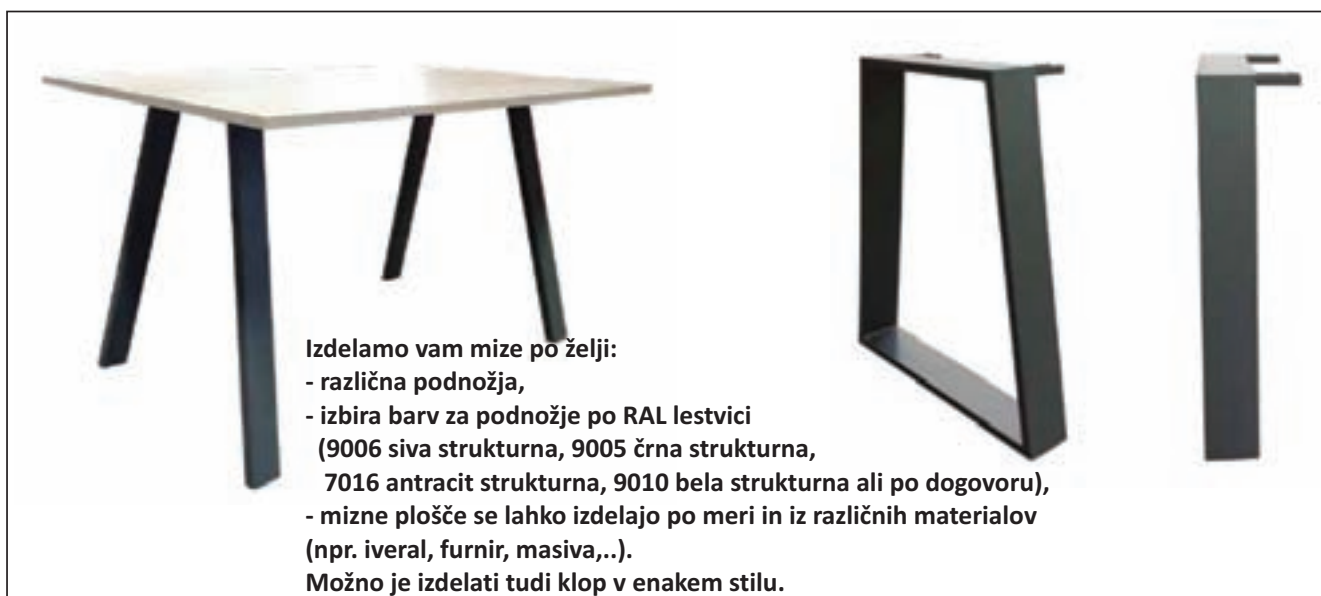 Izdelamo vam mize po želji:
- različna podnožja,
- izbira barv za podnožje po RAL lestvici
(9006 siva strukturna, 9005 črna strukturna,
7016 antracit strukturna, 9010 bela strukturna ali po dogovoru),
- mizne plošče se lahko izdelajo po meri in iz različnih materialov
(npr. iveral, furnir, masiva,..).
Možno je izdelati tudi klop v enakem stilu.